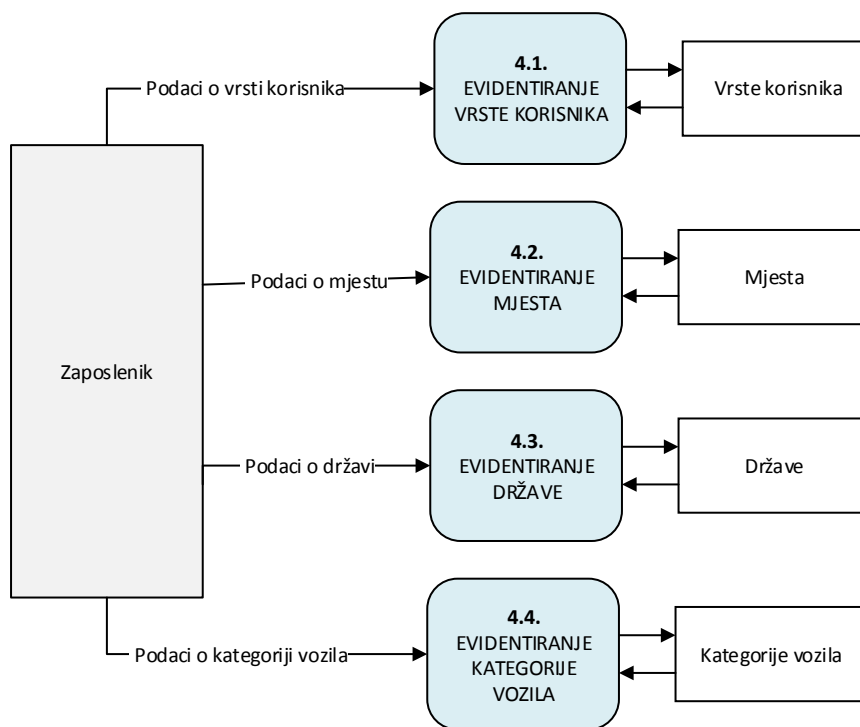 Podaci o vrsti korisnika
4.1.
EVIDENTIRANJE
VRSTE KORISNIKA
Vrste korisnika
Zaposlenik
Podaci o mjestu
4.2.
EVIDENTIRANJE
MJESTA
Mjesta
Podaci o državi
4.3.
EVIDENTIRANJE
DRŽAVE
Države
Podaci o kategoriji vozila
4.4.
EVIDENTIRANJE
KATEGORIJE
VOZILA
Kategorije vozila